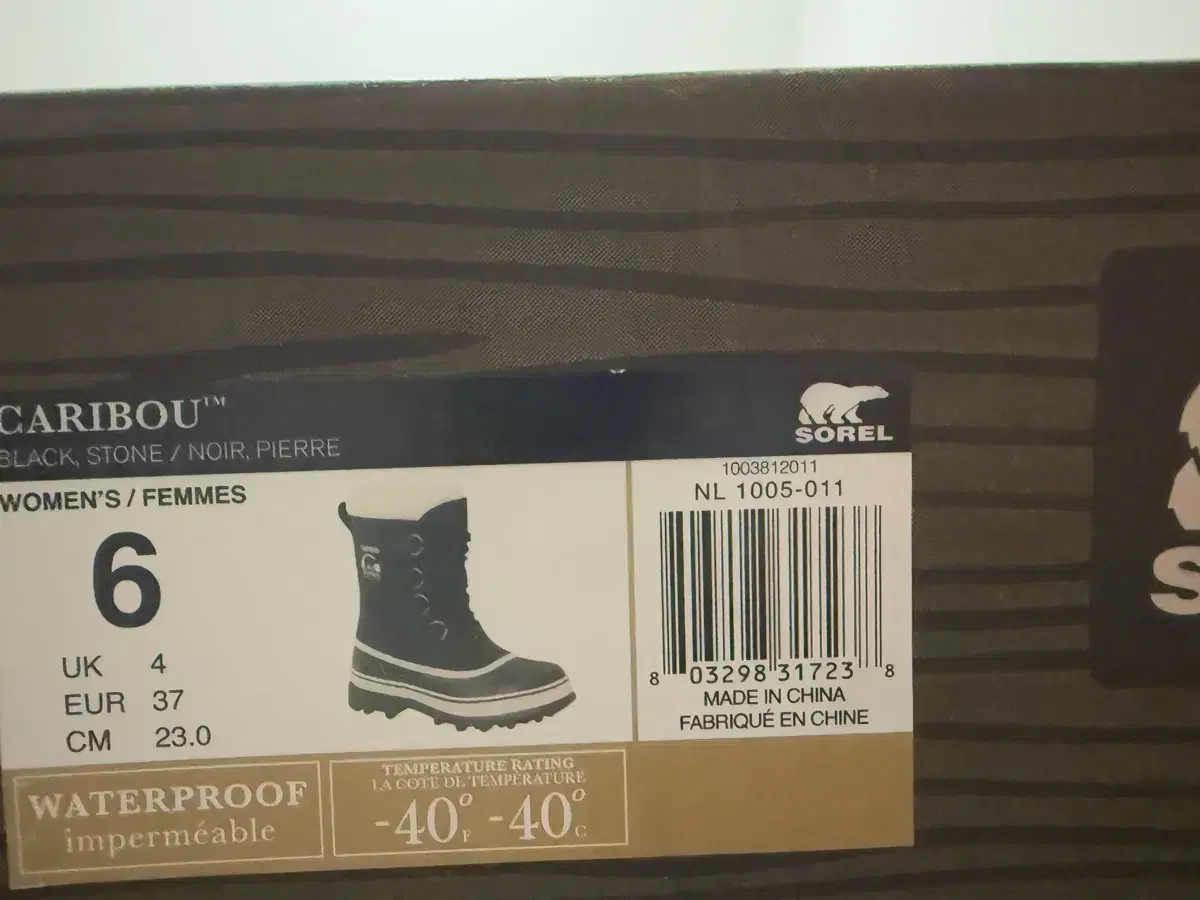 CARIBOU™
BLACK, STONE / NOIR, PIERRE
SOREL
WOMEN'S / FEMMES
6
UK 4
EUR 37
CM 23.0
1003812011
NL 1005-011
8 03298 31723 8
MADE IN CHINA
FABRIQUÉ EN CHINE
WATERPROOF
imperméable
TEMPERATURE RATING
LA COTE DE TEMPÉRATURE
-40°F -40°C
S